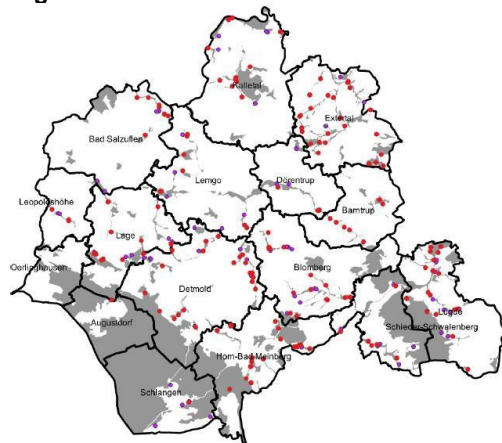 Kalletal
Extertal
Bad Salzuflen
Lemgo
Dörentrup
Leopoldshöhe
Barntrup
Lage
Oerlinghausen
Blomberg
Detmold
Lügde
Augustdorf
Schieder-Schwalenberg
Horn-Bad Meinberg
Schlangen